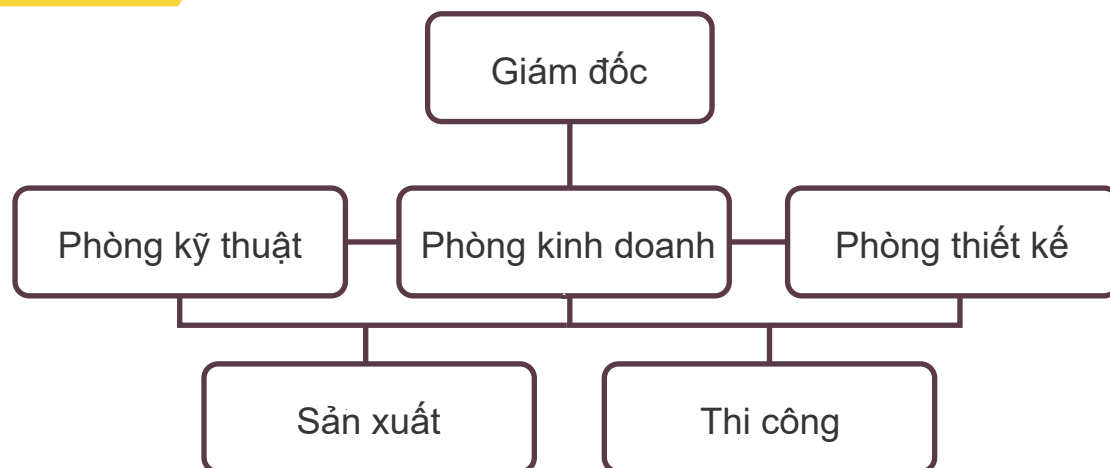 Giám đốc
Phòng kỹ thuật
Phòng kinh doanh
Phòng thiết kế
Sản xuất
Thi công